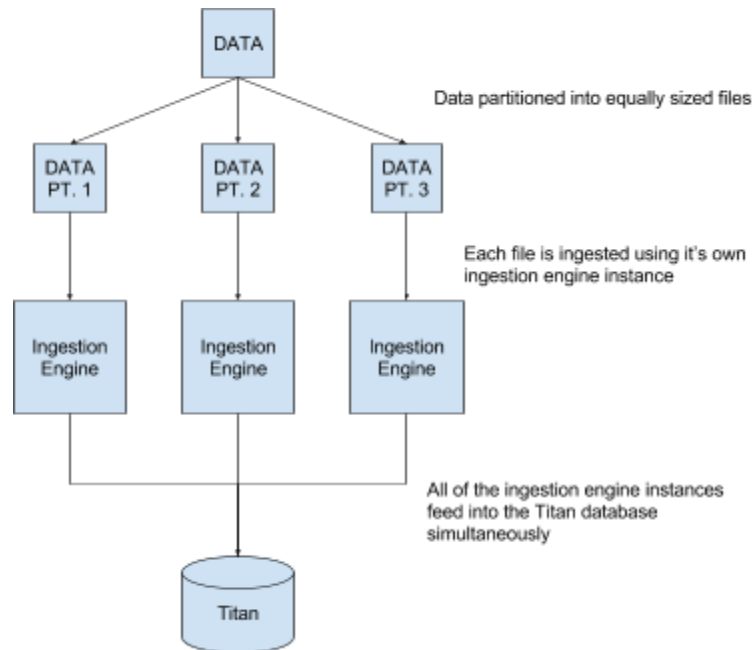 DATA
Data partitioned into equally sized files
DATA
PT. 1
DATA
PT. 2
DATA
PT. 3
Each file is ingested using it's own
ingestion engine instance
Ingestion
Engine
Ingestion
Engine
Ingestion
Engine
All of the ingestion engine instances
feed into the Titan database
simultaneously
Titan